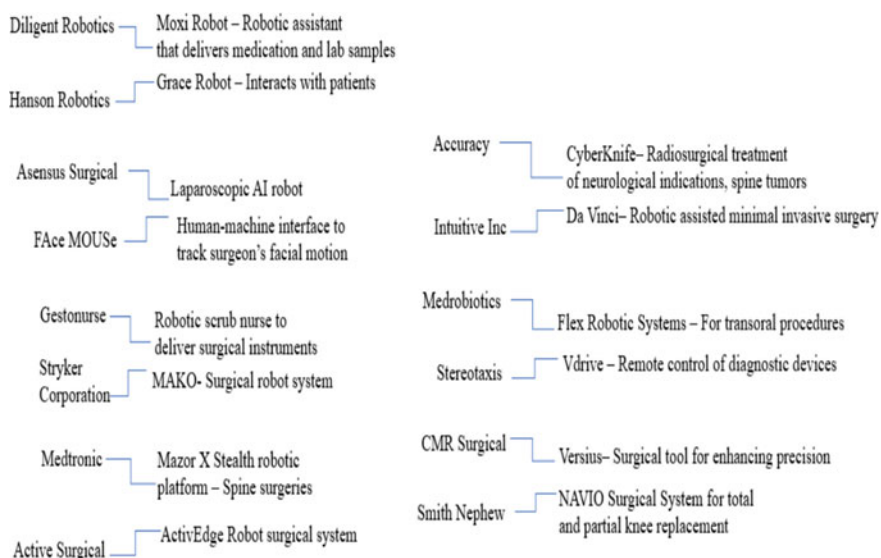 Diligent Robotics
Moxi Robot – Robotic assistant
that delivers medication and lab samples
Hanson Robotics
Grace Robot – Interacts with patients
Asensus Surgical
Laparoscopic AI robot
FAce MOUSe
Human-machine interface to
track surgeon's facial motion
Gestonurse
Robotic scrub nurse to
deliver surgical instruments
Stryker
Corporation
MAKO- Surgical robot system
Medtronic
Mazor X Stealth robotic
platform – Spine surgeries
Active Surgical
ActivEdge Robot surgical system
Accuracy
CyberKnife– Radiosurgical treatment
of neurological indications, spine tumors
Intuitive Inc
Da Vinci– Robotic assisted minimal invasive surgery
Medrobiotics
Flex Robotic Systems – For transoral procedures
Stereotaxis
Vdrive – Remote control of diagnostic devices
CMR Surgical
Versius– Surgical tool for enhancing precision
Smith Nephew
NAVIO Surgical System for total
and partial knee replacement